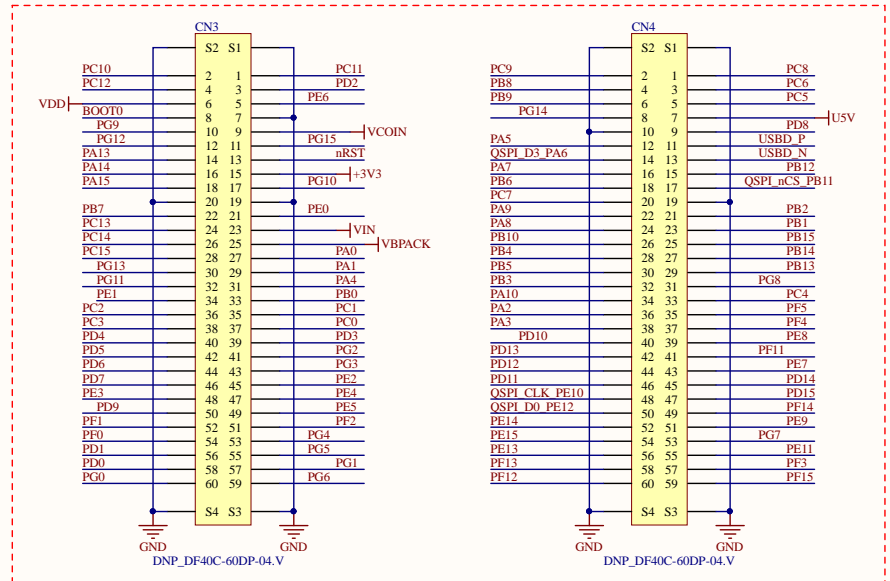 CN3
S2 S1
PC10 2 1 PC11
PC12 4 3 PD2
VDD 6 5 PE6
BOOT0 8 7
PG9 10 9 VCOIN
PG12 12 11 PG15
PA13 14 13 nRST
PA14 16 15 +3V3
PA15 18 17 PG10
20 19
PB7 22 21 PE0
PC13 24 23 VIN
PC14 26 25 VBPACK
PC15 28 27 PA0
PG13 30 29 PA1
PG11 32 31 PA4
PE1 34 33 PB0
PC2 36 35 PC1
PC3 38 37 PC0
PD4 40 39 PD3
PD5 42 41 PG2
PD6 44 43 PG3
PD7 46 45 PE2
PE3 48 47 PE4
PD9 50 49 PE5
PF1 52 51 PF2
PF0 54 53 PG4
PD1 56 55 PG5
PD0 58 57 PG1
PG0 60 59 PG6
S4 S3
GND GND
DNP_DF40C-60DP-04.V
CN4
S2 S1
PC9 2 1 PC8
PB8 4 3 PC6
PB9 6 5 PC5
PG14 8 7 U5V
10 9 PD8
PA5 12 11 USBD_P
QSPI_D3_PA6 14 13 USBD_N
PA7 16 15 PB12
PB6 18 17 QSPI_nCS_PB11
PC7 20 19
PA9 22 21 PB2
PA8 24 23 PB1
PB10 26 25 PB15
PB4 28 27 PB14
PB5 30 29 PB13
PB3 32 31 PG8
PA10 34 33 PC4
PA2 36 35 PF5
PA3 38 37 PF4
PD10 40 39 PE8
PD13 42 41 PF11
PD12 44 43 PE7
PD11 46 45 PD14
QSPI_CLK_PE10 48 47 PD15
QSPI_D0_PE12 50 49 PF14
PE14 52 51 PE9
PE15 54 53 PG7
PE13 56 55 PE11
PF13 58 57 PF3
PF12 60 59 PF15
S4 S3
GND GND
DNP_DF40C-60DP-04.V